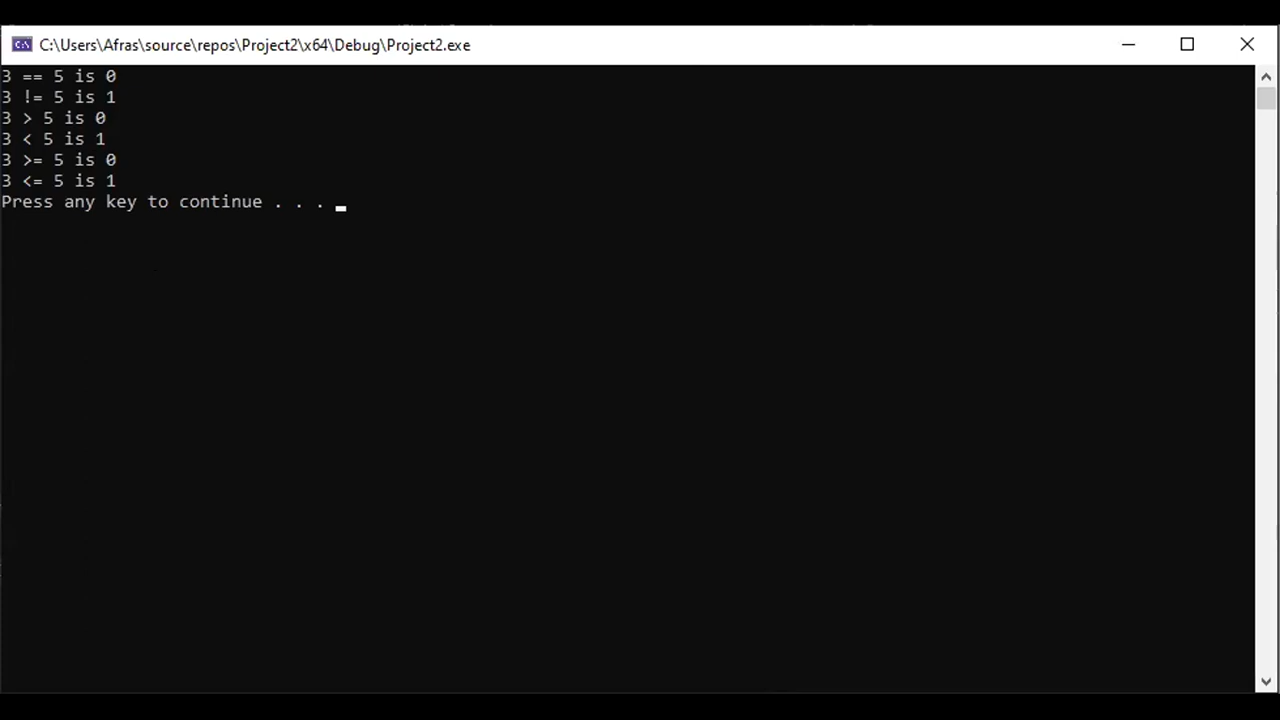 C:\Users\Afras\source\repos\Project2\x64\Debug\Project2.exe
3 == 5 is 0
3 != 5 is 1
3 > 5 is 0
3 < 5 is 1
3 >= 5 is 0
3 <= 5 is 1
Press any key to continue . . .